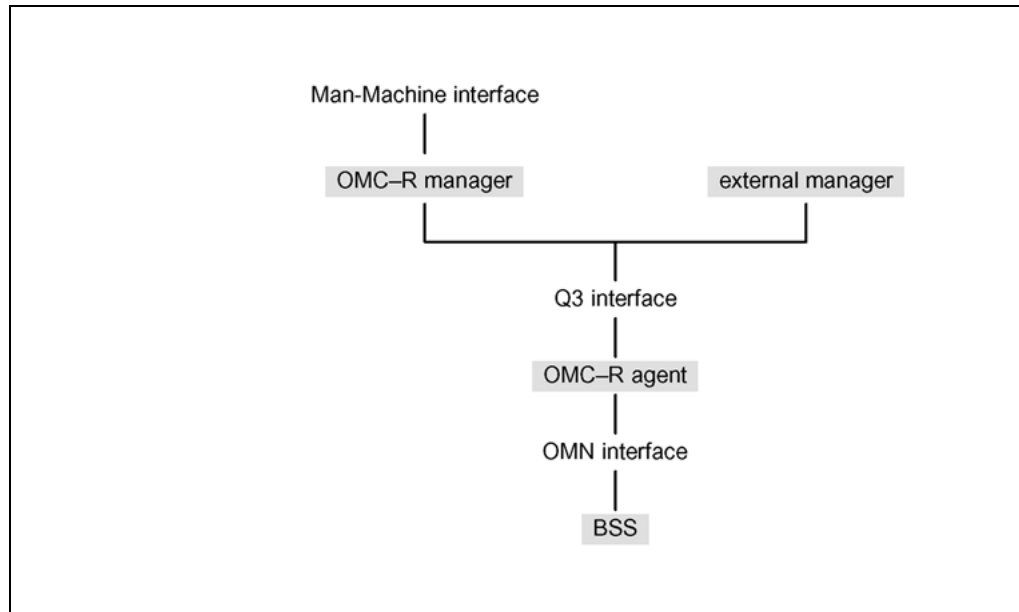 Man-Machine interface
OMC–R manager
external manager
Q3 interface
OMC–R agent
OMN interface
BSS